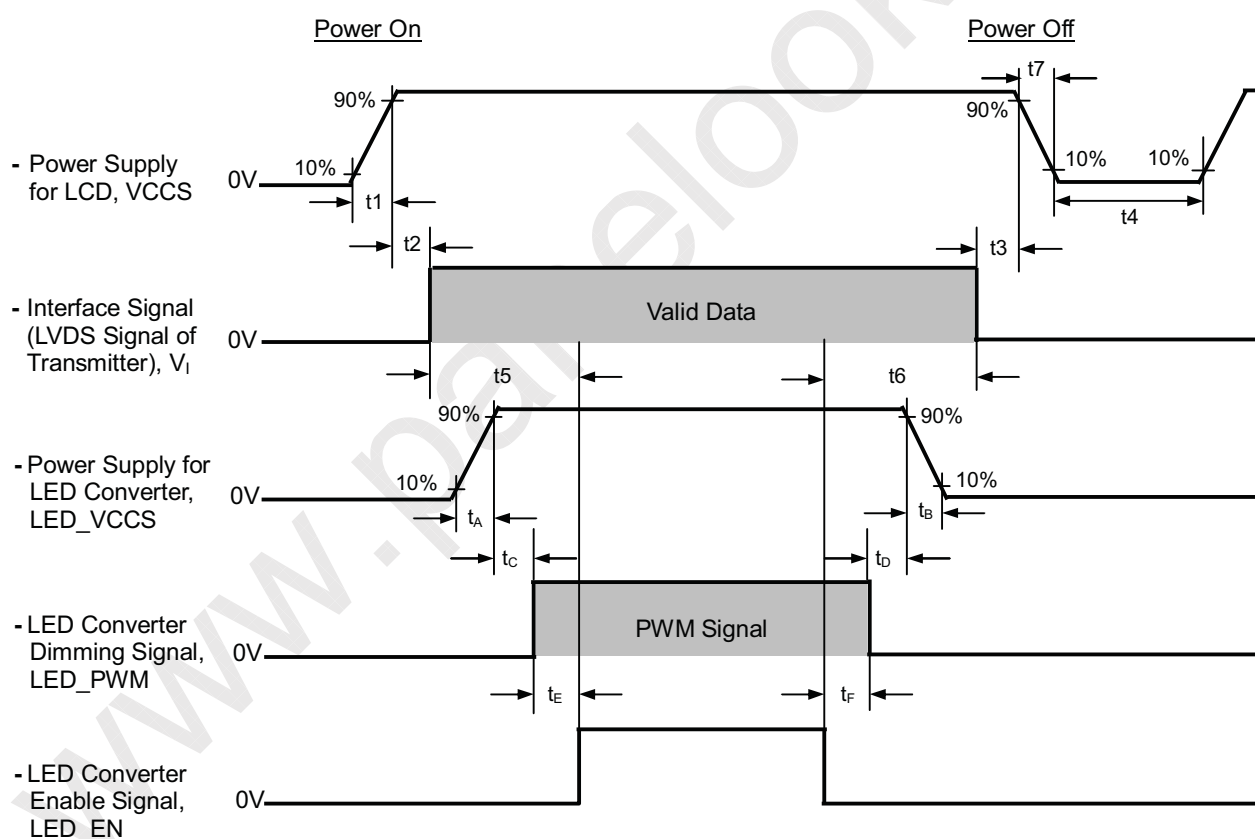 Power On
Power Off
t7
90%
90%
- Power Supply
for LCD, VCCS
0V
10%
10%
10%
t1
t4
t2
t3
- Interface Signal
(LVDS Signal of
Transmitter), VI
0V
Valid Data
t5
t6
90%
90%
- Power Supply for
LED Converter,
LED_VCCS
0V
10%
10%
tA
tB
tC
tD
- LED Converter
Dimming Signal,
LED_PWM
0V
PWM Signal
tE
tF
- LED Converter
Enable Signal,
LED_EN
0V